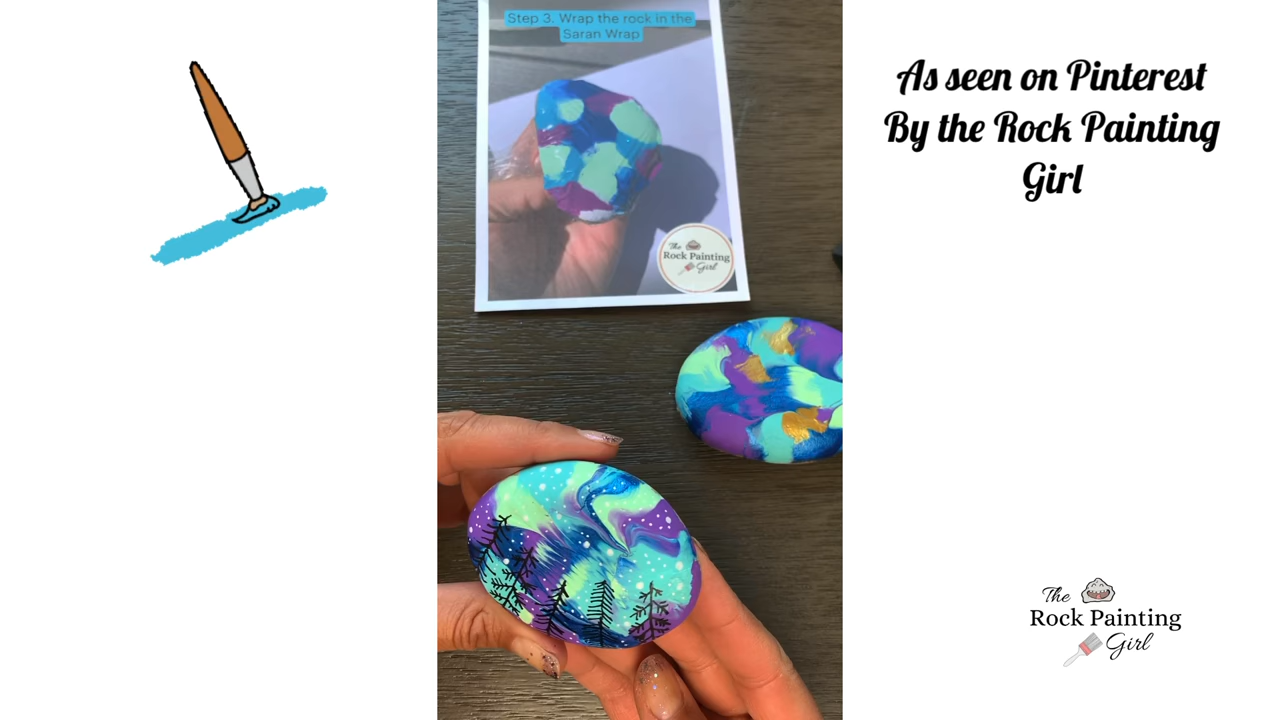 Step 3. Wrap the rock in the
Saran Wrap
The
Rock Painting
Girl
As seen on Pinterest
By the Rock Painting
Girl
The
Rock Painting
Girl